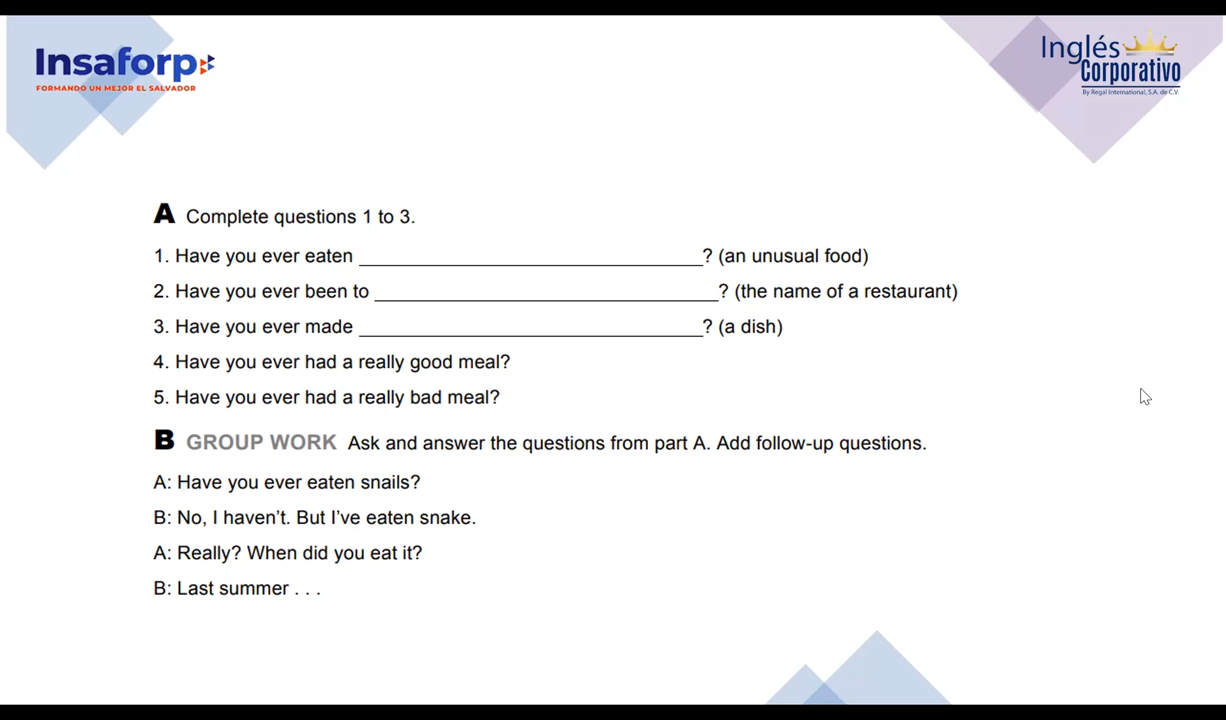 Insaforp
FORMANDO UN MEJOR EL SALVADOR
Inglés
Corporativo
By Regal International, S.A. de C.V.
A Complete questions 1 to 3.
1. Have you ever eaten ________________________________? (an unusual food)
2. Have you ever been to ________________________________? (the name of a restaurant)
3. Have you ever made ________________________________? (a dish)
4. Have you ever had a really good meal?
5. Have you ever had a really bad meal?
B GROUP WORK Ask and answer the questions from part A. Add follow-up questions.
A: Have you ever eaten snails?
B: No, I haven’t. But I’ve eaten snake.
A: Really? When did you eat it?
B: Last summer . . .